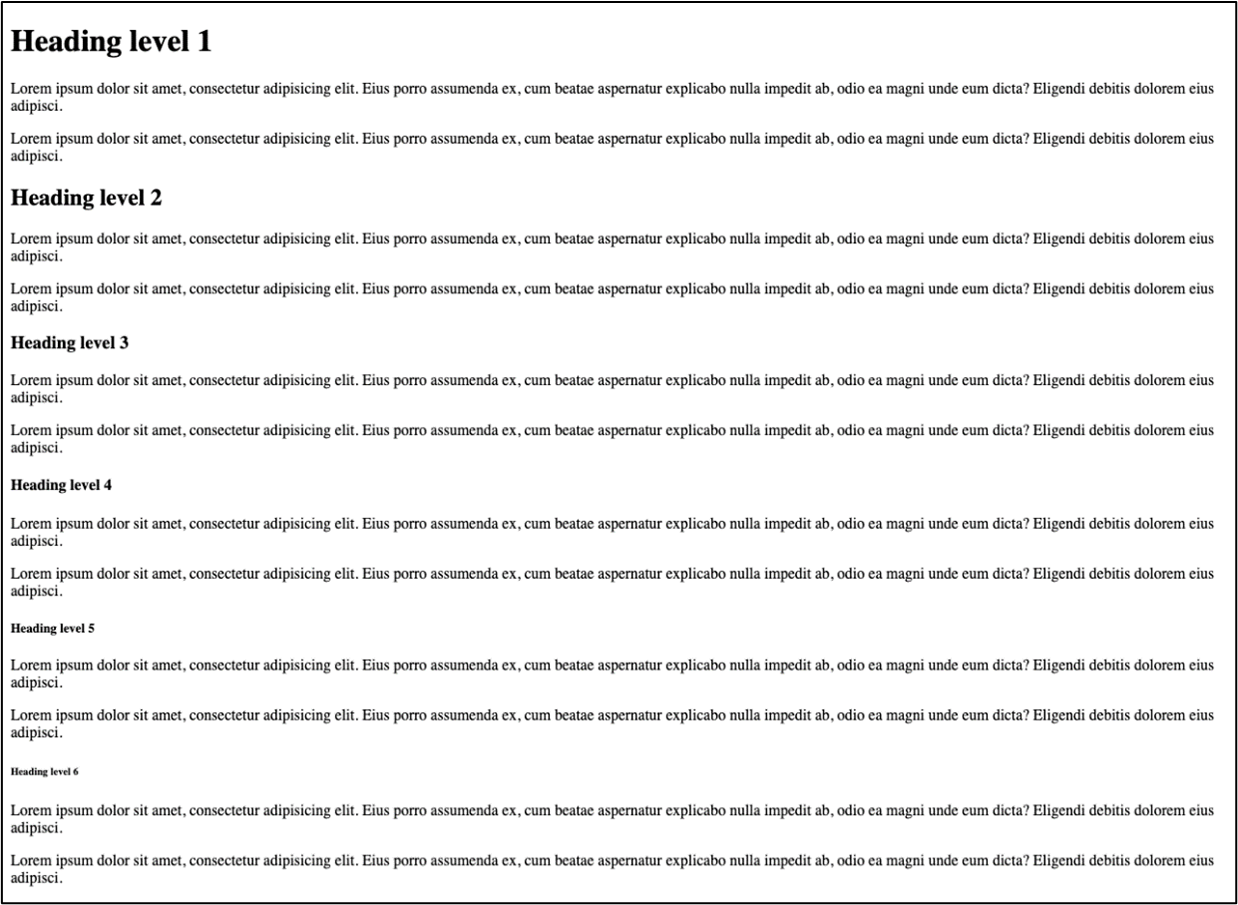 Heading level 1
Lorem ipsum dolor sit amet, consectetur adipisicing elit. Eius porro assumenda ex, cum beatae aspernatur explicabo nulla impedit ab, odio ea magni unde eum dicta? Eligendi debitis dolorem eius
adipisci.
Lorem ipsum dolor sit amet, consectetur adipisicing elit. Eius porro assumenda ex, cum beatae aspernatur explicabo nulla impedit ab, odio ea magni unde eum dicta? Eligendi debitis dolorem eius
adipisci.
Heading level 2
Lorem ipsum dolor sit amet, consectetur adipisicing elit. Eius porro assumenda ex, cum beatae aspernatur explicabo nulla impedit ab, odio ea magni unde eum dicta? Eligendi debitis dolorem eius
adipisci.
Lorem ipsum dolor sit amet, consectetur adipisicing elit. Eius porro assumenda ex, cum beatae aspernatur explicabo nulla impedit ab, odio ea magni unde eum dicta? Eligendi debitis dolorem eius
adipisci.
Heading level 3
Lorem ipsum dolor sit amet, consectetur adipisicing elit. Eius porro assumenda ex, cum beatae aspernatur explicabo nulla impedit ab, odio ea magni unde eum dicta? Eligendi debitis dolorem eius
adipisci.
Lorem ipsum dolor sit amet, consectetur adipisicing elit. Eius porro assumenda ex, cum beatae aspernatur explicabo nulla impedit ab, odio ea magni unde eum dicta? Eligendi debitis dolorem eius
adipisci.
Heading level 4
Lorem ipsum dolor sit amet, consectetur adipisicing elit. Eius porro assumenda ex, cum beatae aspernatur explicabo nulla impedit ab, odio ea magni unde eum dicta? Eligendi debitis dolorem eius
adipisci.
Lorem ipsum dolor sit amet, consectetur adipisicing elit. Eius porro assumenda ex, cum beatae aspernatur explicabo nulla impedit ab, odio ea magni unde eum dicta? Eligendi debitis dolorem eius
adipisci.
Heading level 5
Lorem ipsum dolor sit amet, consectetur adipisicing elit. Eius porro assumenda ex, cum beatae aspernatur explicabo nulla impedit ab, odio ea magni unde eum dicta? Eligendi debitis dolorem eius
adipisci.
Lorem ipsum dolor sit amet, consectetur adipisicing elit. Eius porro assumenda ex, cum beatae aspernatur explicabo nulla impedit ab, odio ea magni unde eum dicta? Eligendi debitis dolorem eius
adipisci.
Heading level 6
Lorem ipsum dolor sit amet, consectetur adipisicing elit. Eius porro assumenda ex, cum beatae aspernatur explicabo nulla impedit ab, odio ea magni unde eum dicta? Eligendi debitis dolorem eius
adipisci.
Lorem ipsum dolor sit amet, consectetur adipisicing elit. Eius porro assumenda ex, cum beatae aspernatur explicabo nulla impedit ab, odio ea magni unde eum dicta? Eligendi debitis dolorem eius
adipisci.